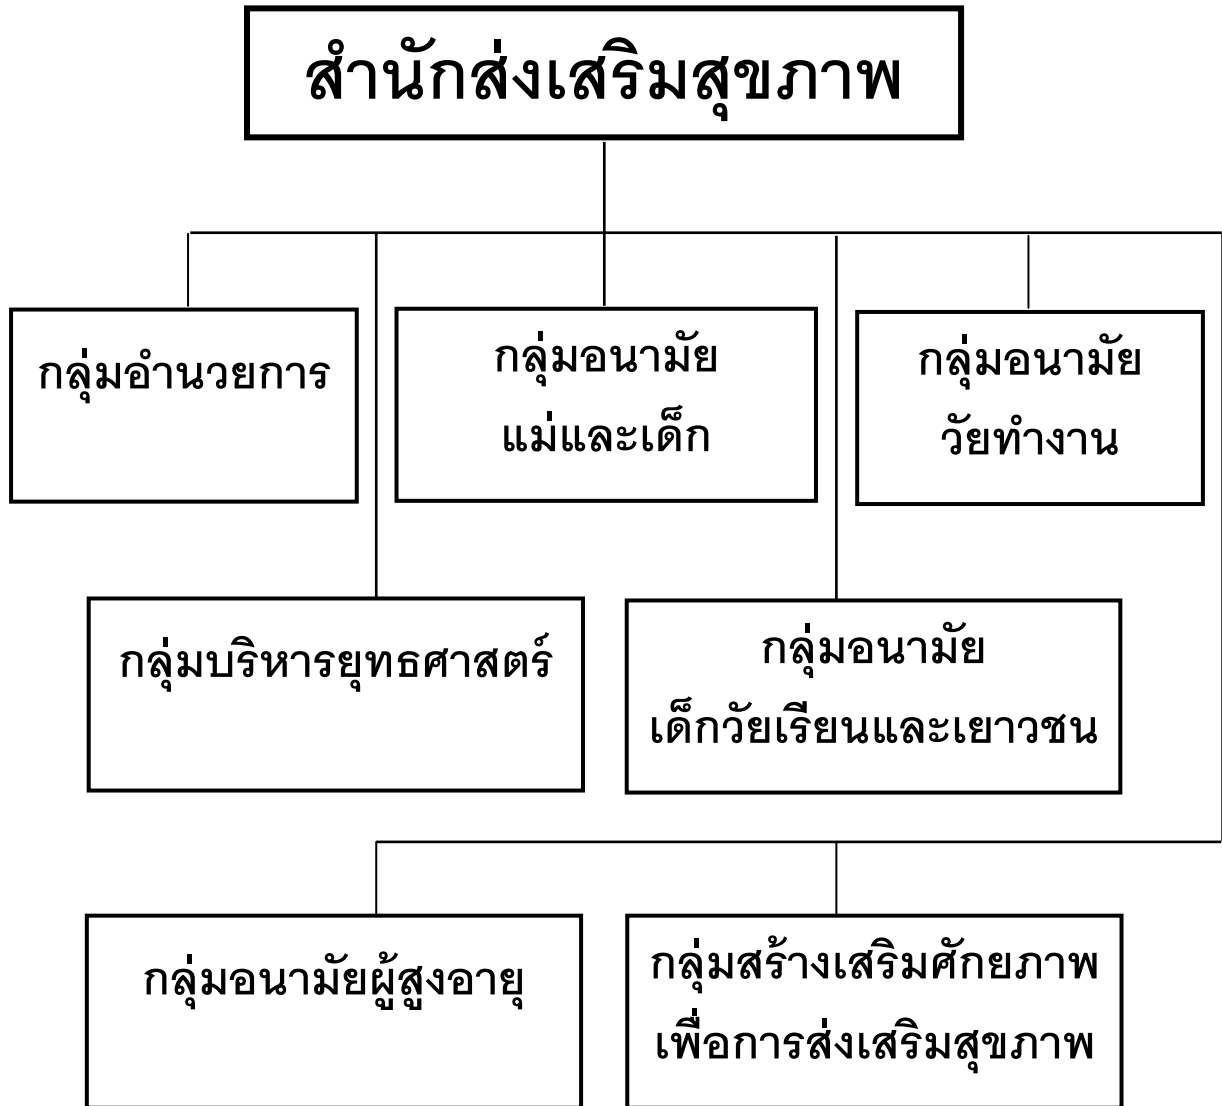 สำนักส่งเสริมสุขภาพ
กลุ่มอำนวยการ
กลุ่มอนามัย
แม่และเด็ก
กลุ่มอนามัย
วัยทำงาน
กลุ่มบริหารยุทธศาสตร์
กลุ่มอนามัย
เด็กวัยเรียนและเยาวชน
กลุ่มอนามัยผู้สูงอายุ
กลุ่มสร้างเสริมศักยภาพ
เพื่อการส่งเสริมสุขภาพ